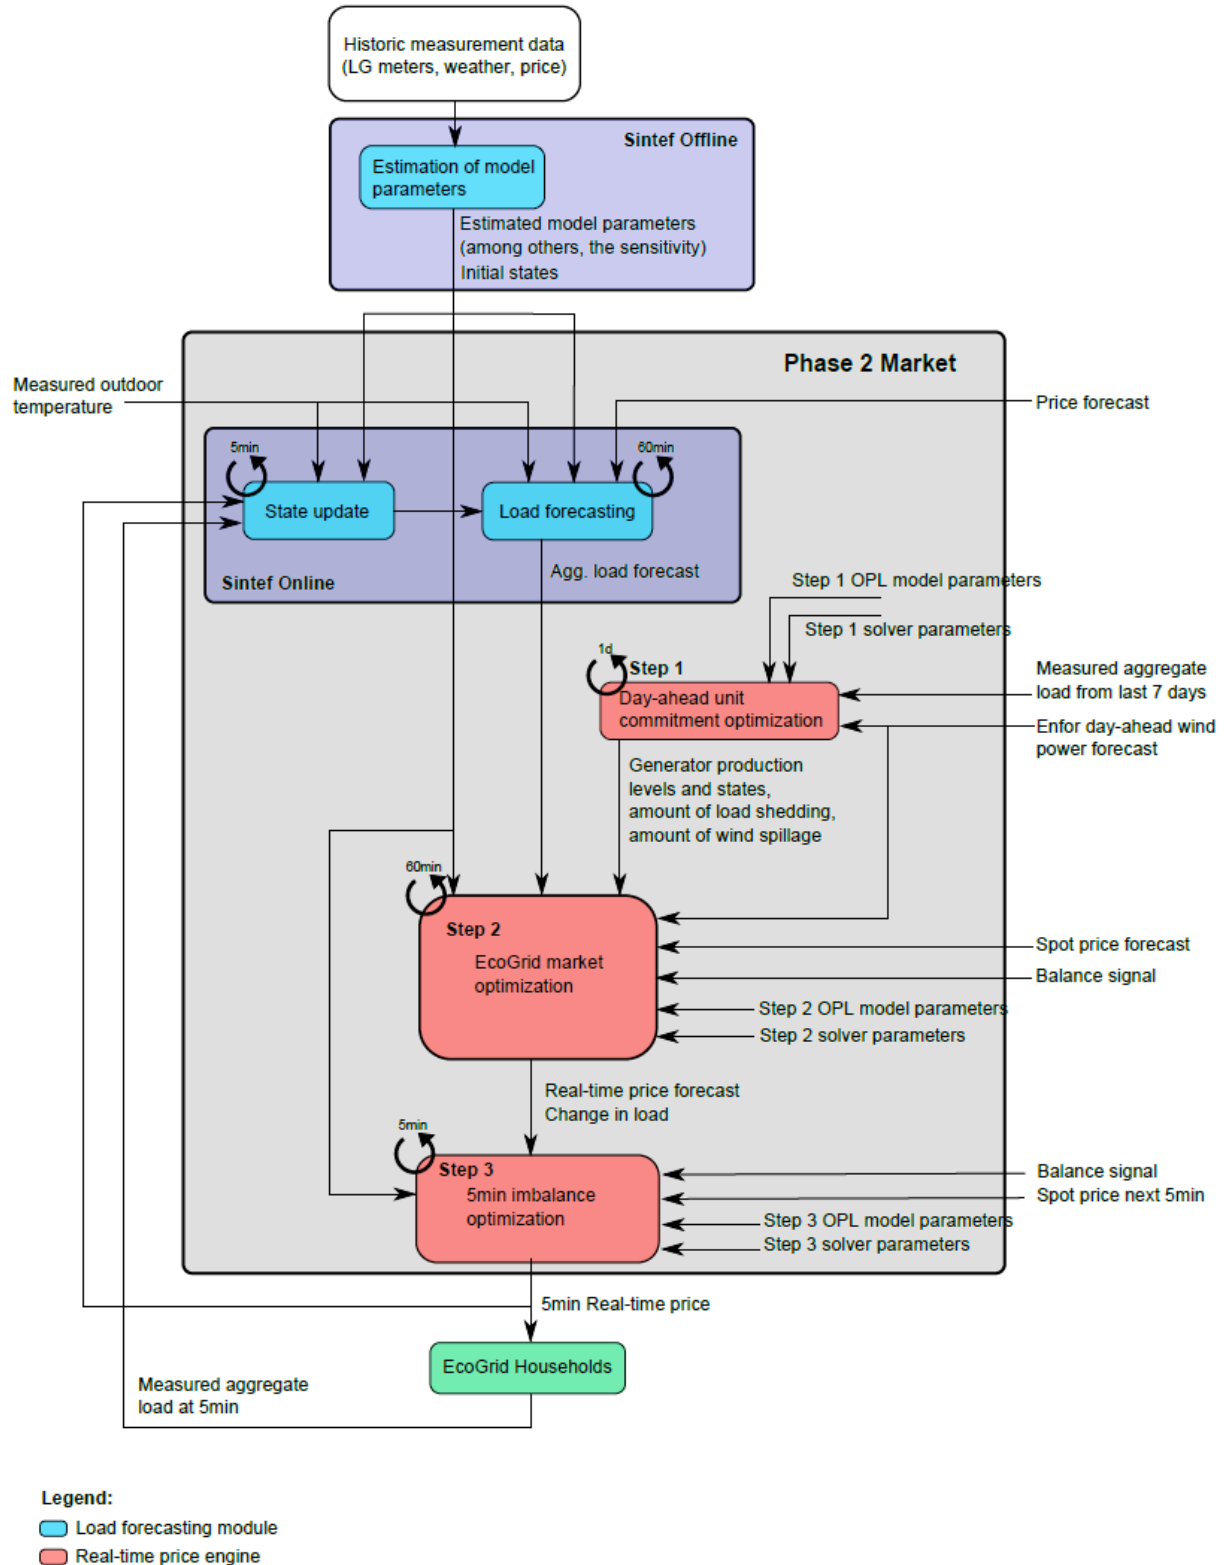 Historic measurement data
(LG meters, weather, price)
Sintef Offline
Estimation of model
parameters
Estimated model parameters
(among others, the sensitivity)
Initial states
Phase 2 Market
Measured outdoor
temperature
Price forecast
5min
60min
State update
Load forecasting
Sintef Online
Agg. load forecast
Step 1 OPL model parameters
Step 1 solver parameters
1d
Step 1
Day-ahead unit
commitment optimization
Measured aggregate
load from last 7 days
Enfor day-ahead wind
power forecast
Generator production
levels and states,
amount of load shedding,
amount of wind spillage
60min
Step 2
EcoGrid market
optimization
Spot price forecast
Balance signal
Step 2 OPL model parameters
Step 2 solver parameters
Real-time price forecast
Change in load
5min
Step 3
5min imbalance
optimization
Balance signal
Spot price next 5min
Step 3 OPL model parameters
Step 3 solver parameters
5min Real-time price
EcoGrid Households
Measured aggregate
load at 5min
Legend:
Load forecasting module
Real-time price engine